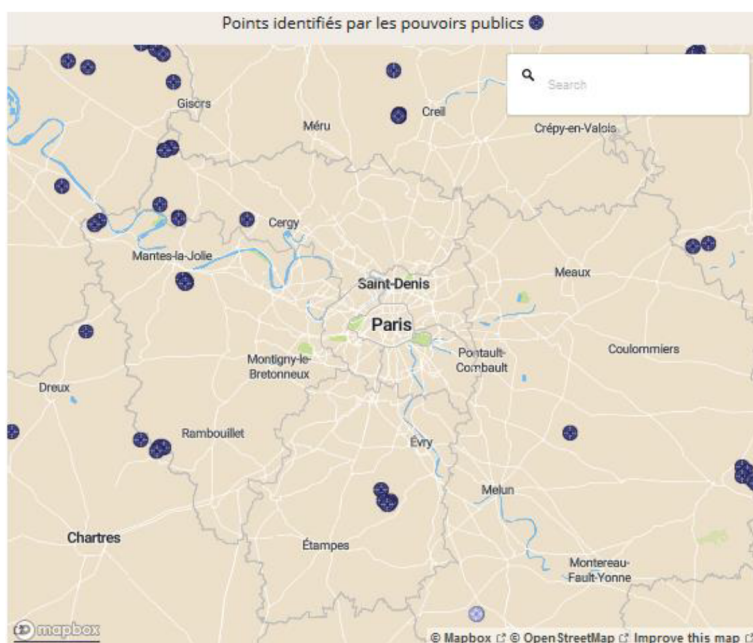 Points identifiés par les pouvoirs publics
Search
Gisors
Creil
Méru
Crépy-en-Valois
Cergy
Mantes-la-Jolie
Meaux
Saint-Denis
Paris
Montigny-le-
Bretonneux
Pontault-
Combault
Coulommiers
Dreux
Rambouillet
Évry
Melun
Chartres
Étampes
Montereau-
Fault-Yonne
mapbox
© Mapbox © OpenStreetMap Improve this map